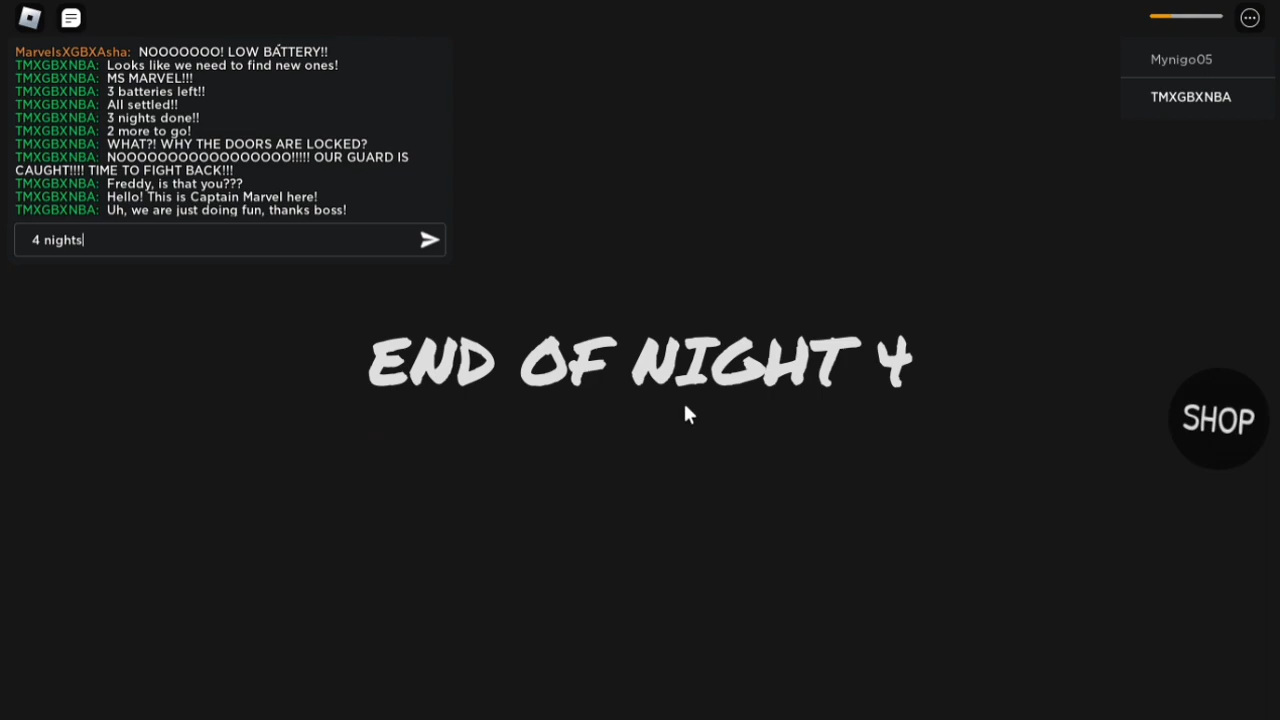 MarvelsXGBXAsha: NOOOOOOO! LOW BATTERY!!
TMXGBXNBA: Looks like we need to find new ones!
TMXGBXNBA: MS MARVEL!!!
TMXGBXNBA: 3 batteries left!!
TMXGBXNBA: All settled!!
TMXGBXNBA: 3 nights done!!
TMXGBXNBA: 2 more to go!
TMXGBXNBA: WHAT?! WHY THE DOORS ARE LOCKED?
TMXGBXNBA: NOOOOOOOOOOOOOOOOO!!!!! OUR GUARD IS
CAUGHT!!!! TIME TO FIGHT BACK!!!
TMXGBXNBA: Freddy, is that you???
TMXGBXNBA: Hello! This is Captain Marvel here!
TMXGBXNBA: Uh, we are just doing fun, thanks boss!
4 nights
Mynigo05
TMXGBXNBA
END OF NIGHT 4
SHOP